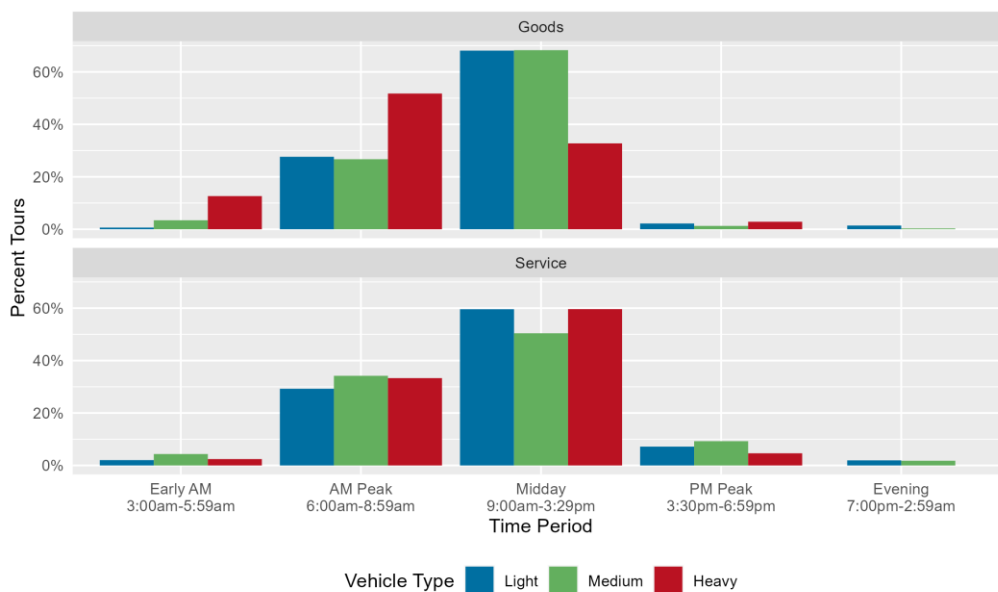 Goods
60%
40%
20%
0%
Percent Tours
Service
60%
40%
20%
0%
Early AM
3:00am-5:59am
AM Peak
6:00am-8:59am
Midday
9:00am-3:29pm
PM Peak
3:30pm-6:59pm
Evening
7:00pm-2:59am
Time Period
Vehicle Type Light Medium Heavy